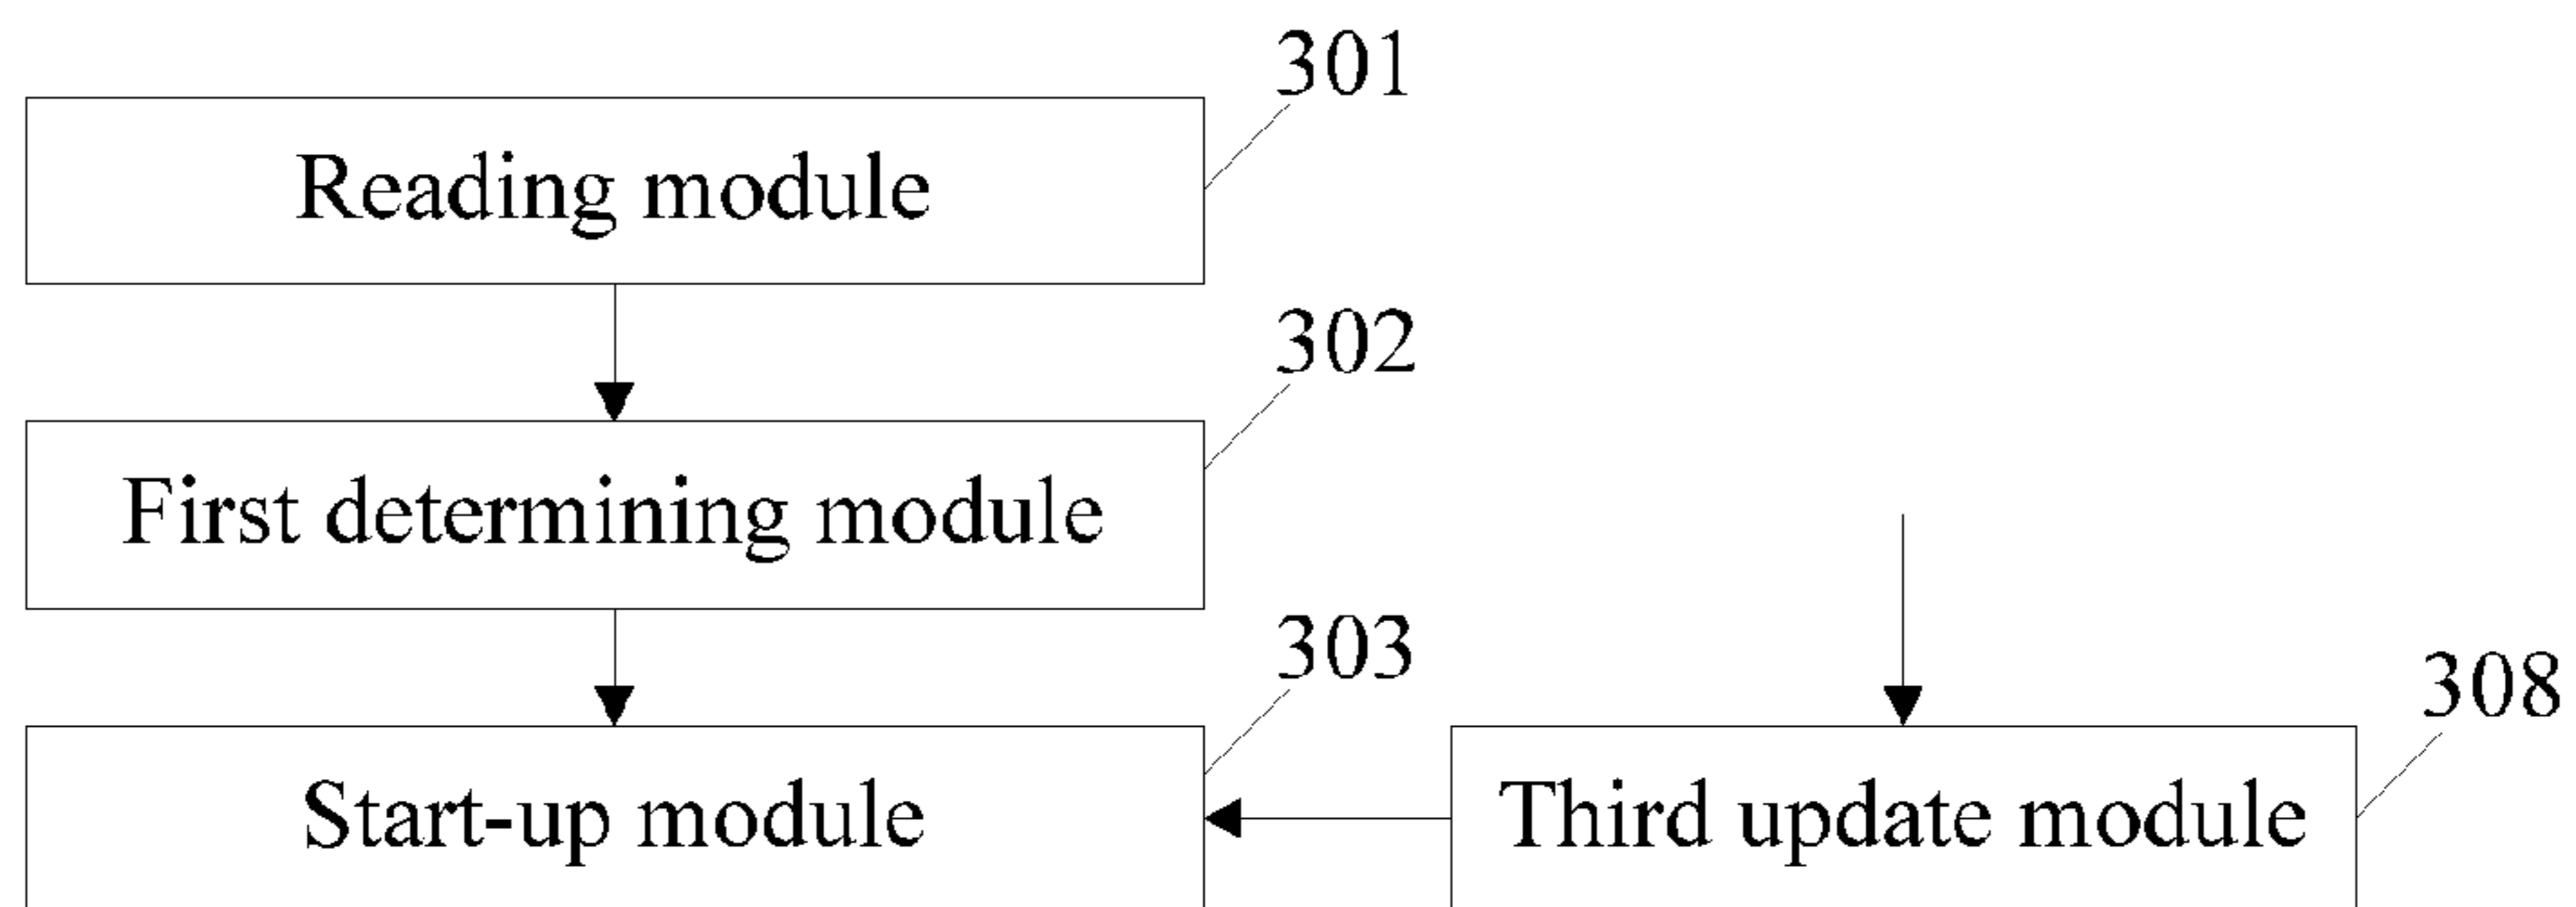 301
Reading module
302
First determining module
303
Start-up module
308
Third update module